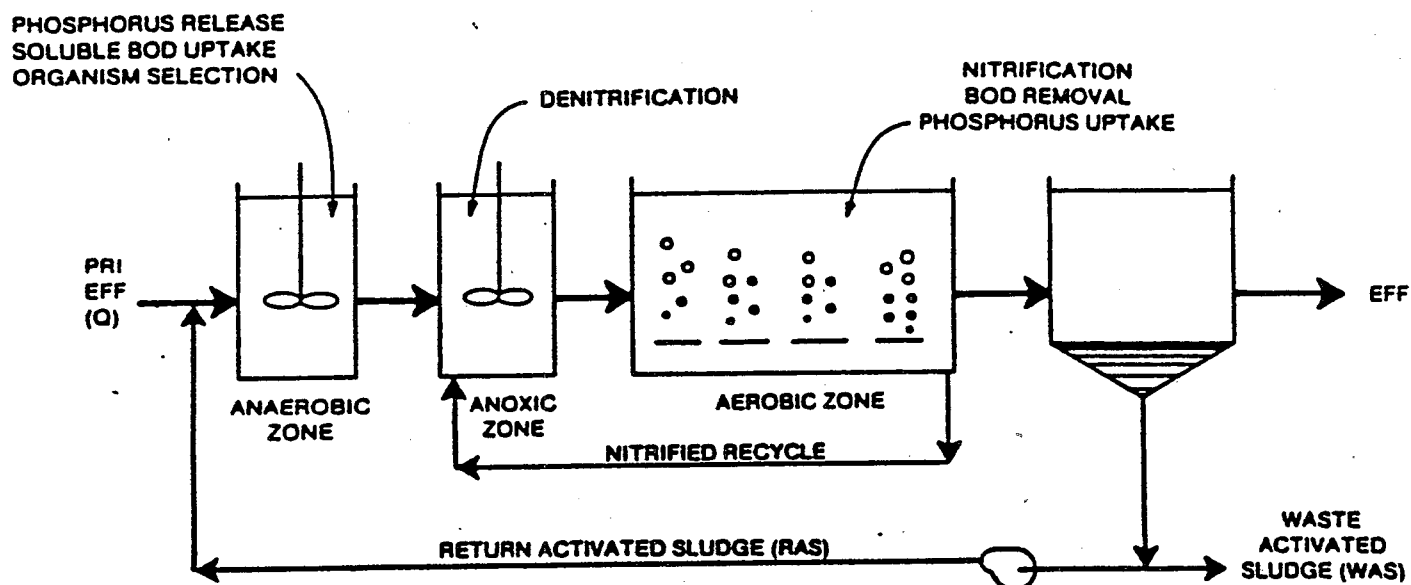 PHOSPHORUS RELEASE
SOLUBLE BOD UPTAKE
ORGANISM SELECTION
DENITRIFICATION
NITRIFICATION
BOD REMOVAL
PHOSPHORUS UPTAKE
PRI
EFF
(Q)
EFF
ANAEROBIC
ZONE
ANOXIC
ZONE
AEROBIC ZONE
NITRIFIED RECYCLE
RETURN ACTIVATED SLUDGE (RAS)
WASTE
ACTIVATED
SLUDGE (WAS)